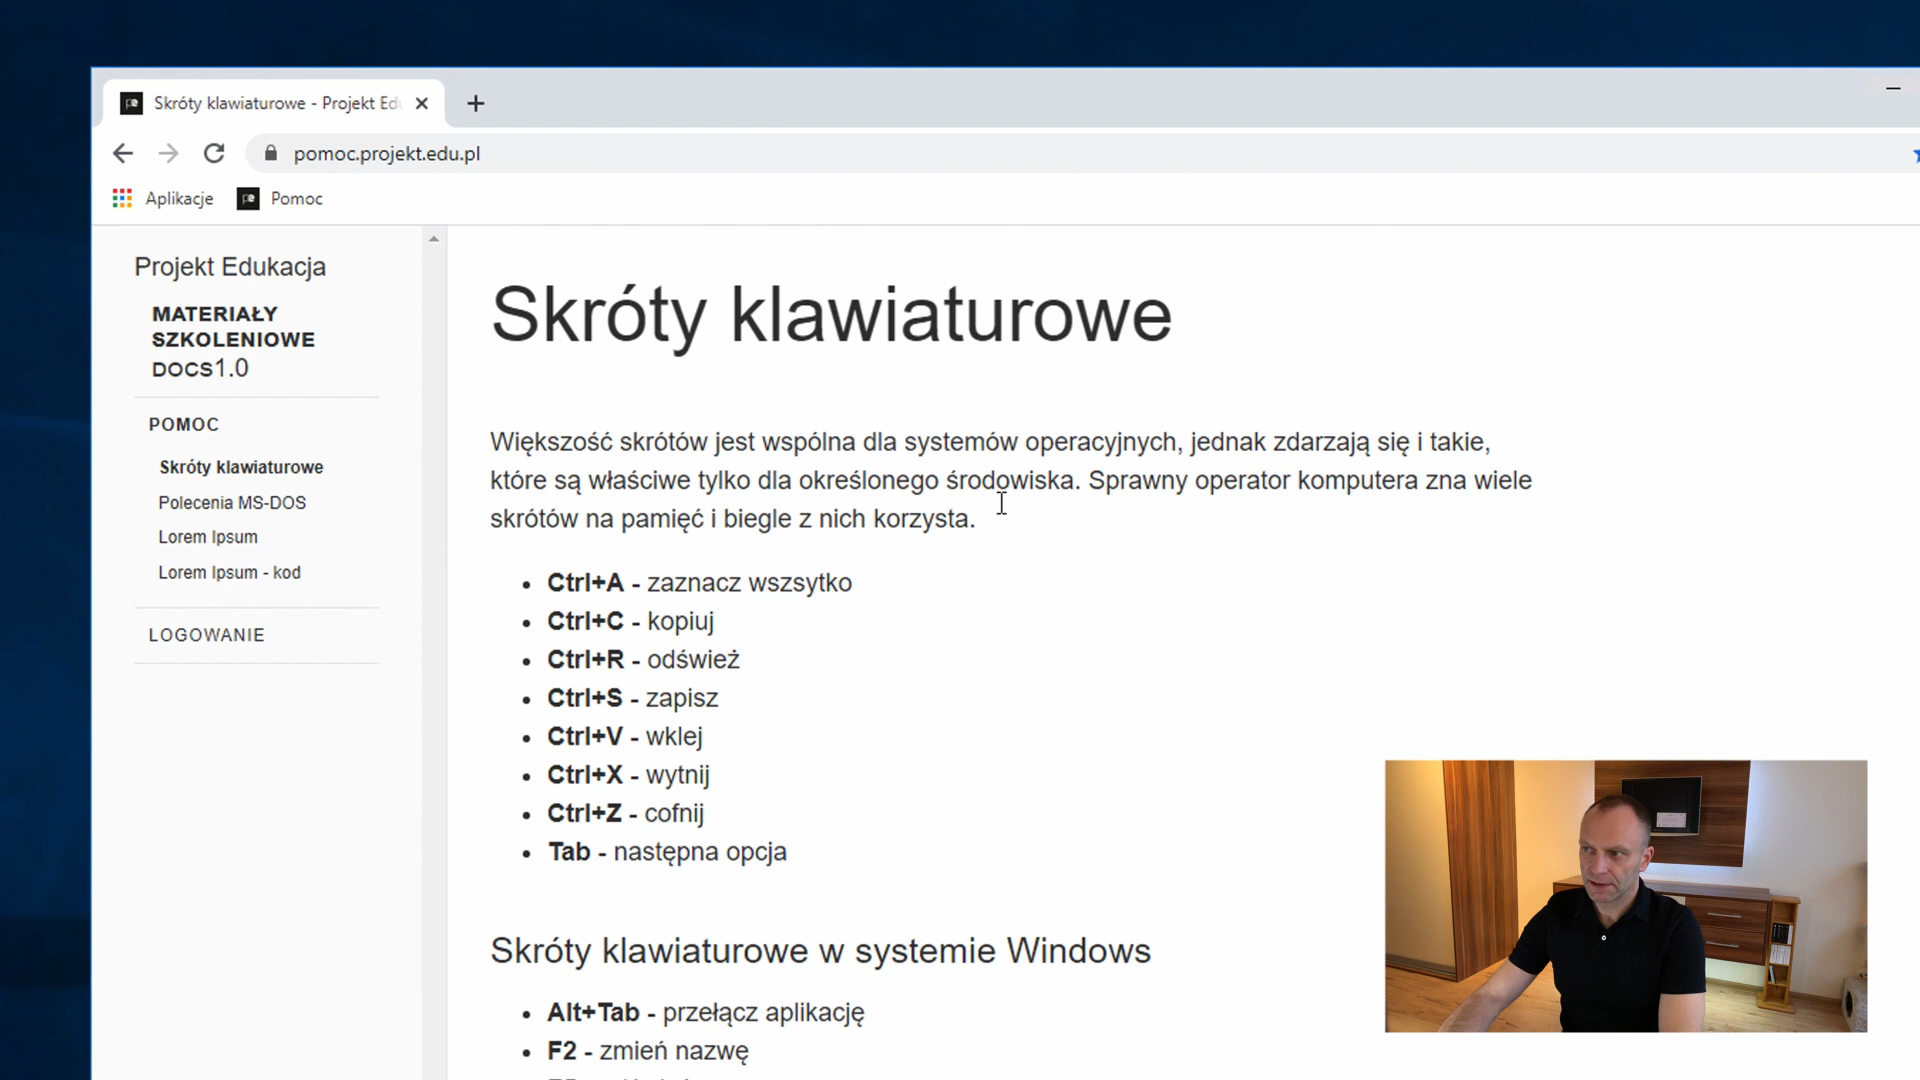 Skróty klawiaturowe - Projekt Ed
pomoc.projekt.edu.pl
Aplikacje
Pomoc
Projekt Edukacja
MATERIAŁY
SZKOLENIOWE
DOCS1.0
POMOC
Skróty klawiaturowe
Polecenia MS-DOS
Lorem Ipsum
Lorem Ipsum - kod
LOGOWANIE
Skróty klawiaturowe
Większość skrótów jest wspólna dla systemów operacyjnych, jednak zdarzają się i takie,
które są właściwe tylko dla określonego środowiska. Sprawny operator komputera zna wiele
skrótów na pamięć i biegle z nich korzysta.
• Ctrl+A - zaznacz wszsytko
• Ctrl+C - kopiuj
• Ctrl+R - odśwież
• Ctrl+S - zapisz
• Ctrl+V - wklej
• Ctrl+X - wytnij
• Ctrl+Z - cofnij
• Tab - następna opcja
Skróty klawiaturowe w systemie Windows
• Alt+Tab - przełącz aplikację
• F2 - zmień nazwę